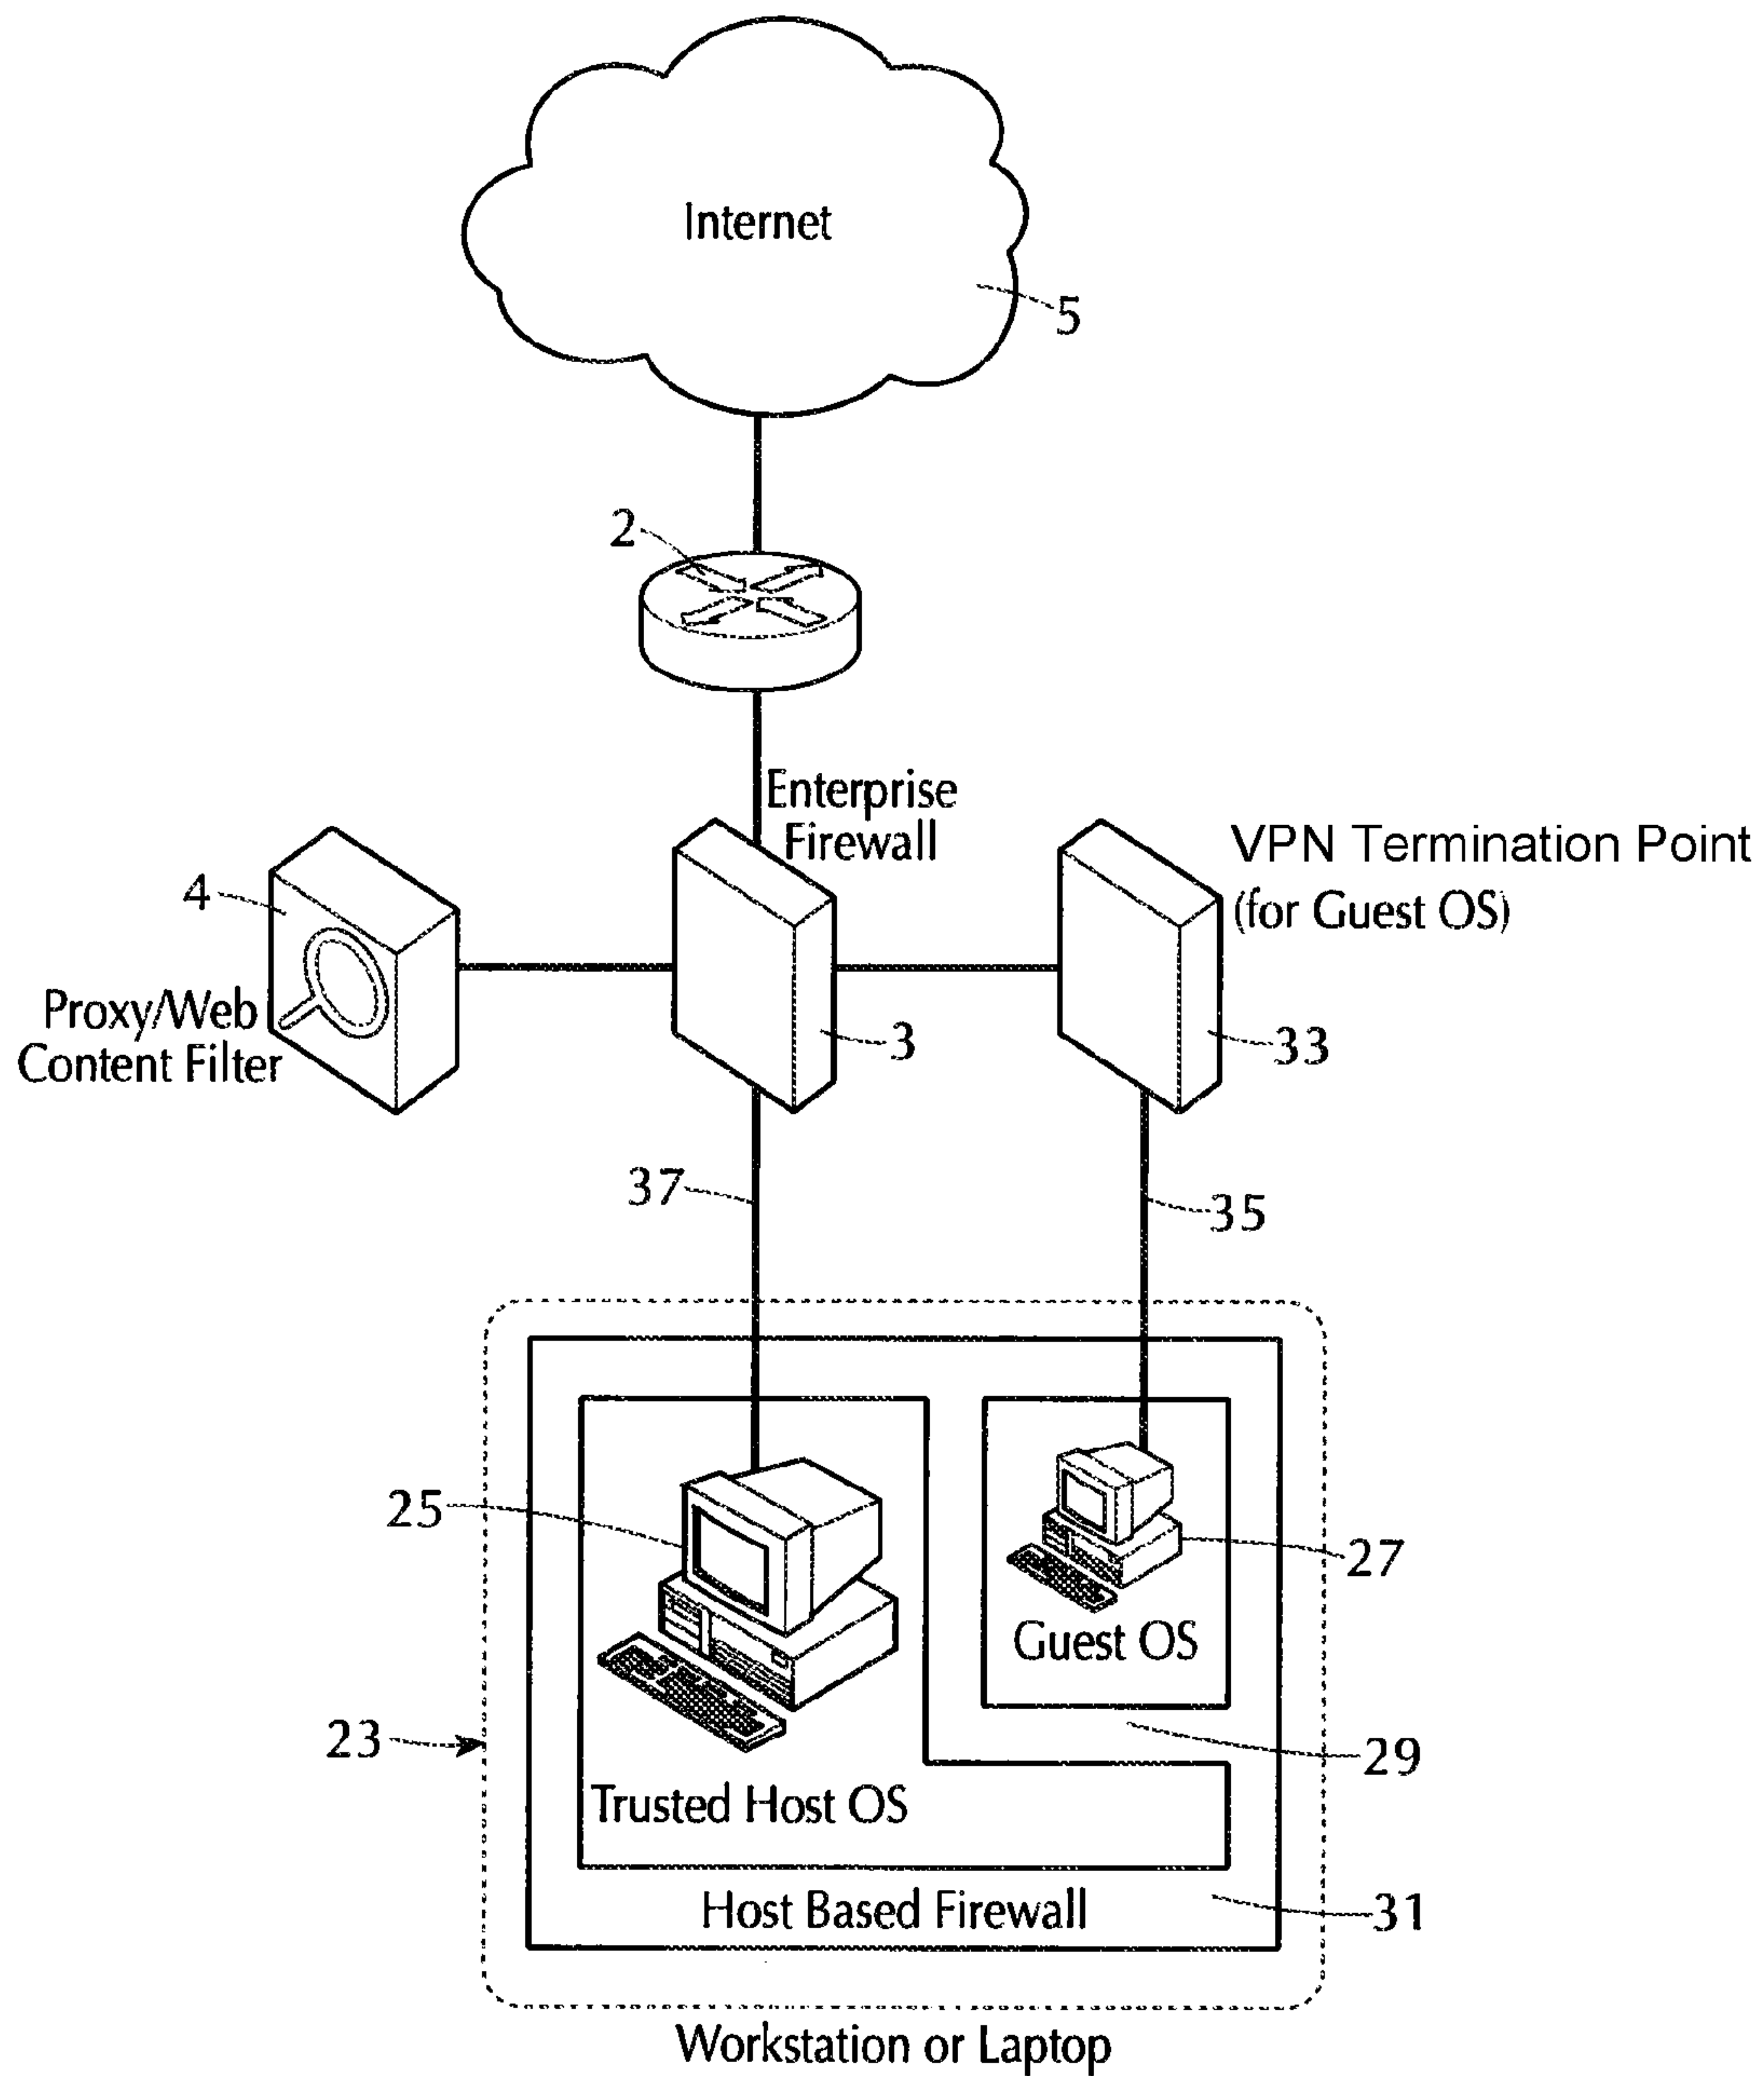 Internet
5
2
Enterprise
Firewall
VPN Termination Point
(for Guest OS)
4
Proxy/Web
Content Filter
3
33
37
35
25
27
Guest OS
23
29
Trusted Host OS
Host Based Firewall
31
Workstation or Laptop